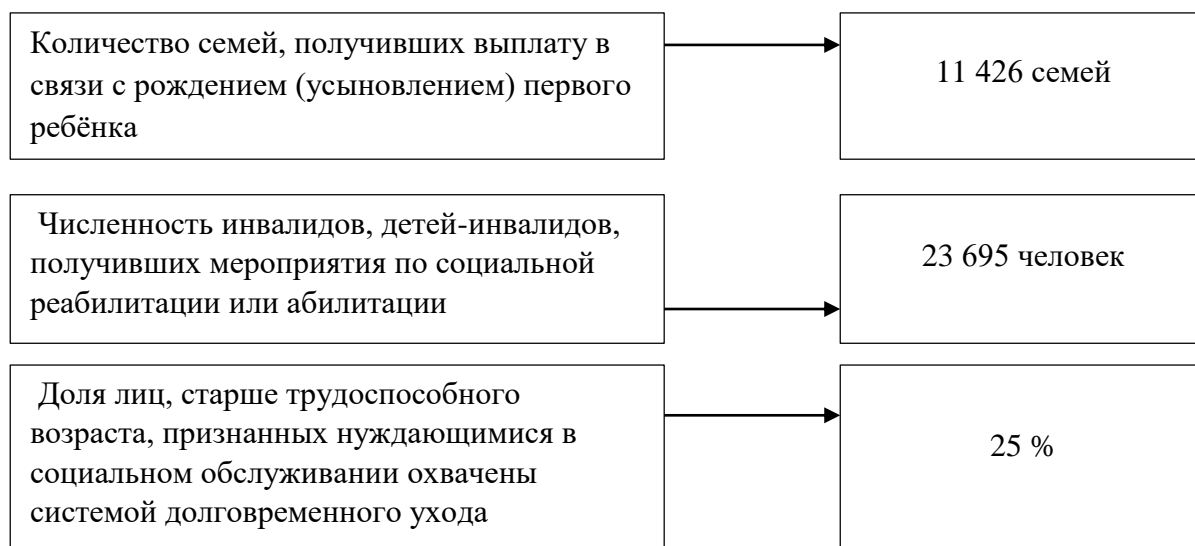 Количество семей, получивших выплату в
связи с рождением (усыновлением) первого
ребёнка
11 426 семей
Численность инвалидов, детей-инвалидов,
получивших мероприятия по социальной
реабилитации или абилитации
23 695 человек
Доля лиц, старше трудоспособного
возраста, признанных нуждающимися в
социальном обслуживании охвачены
системой долговременного ухода
25 %